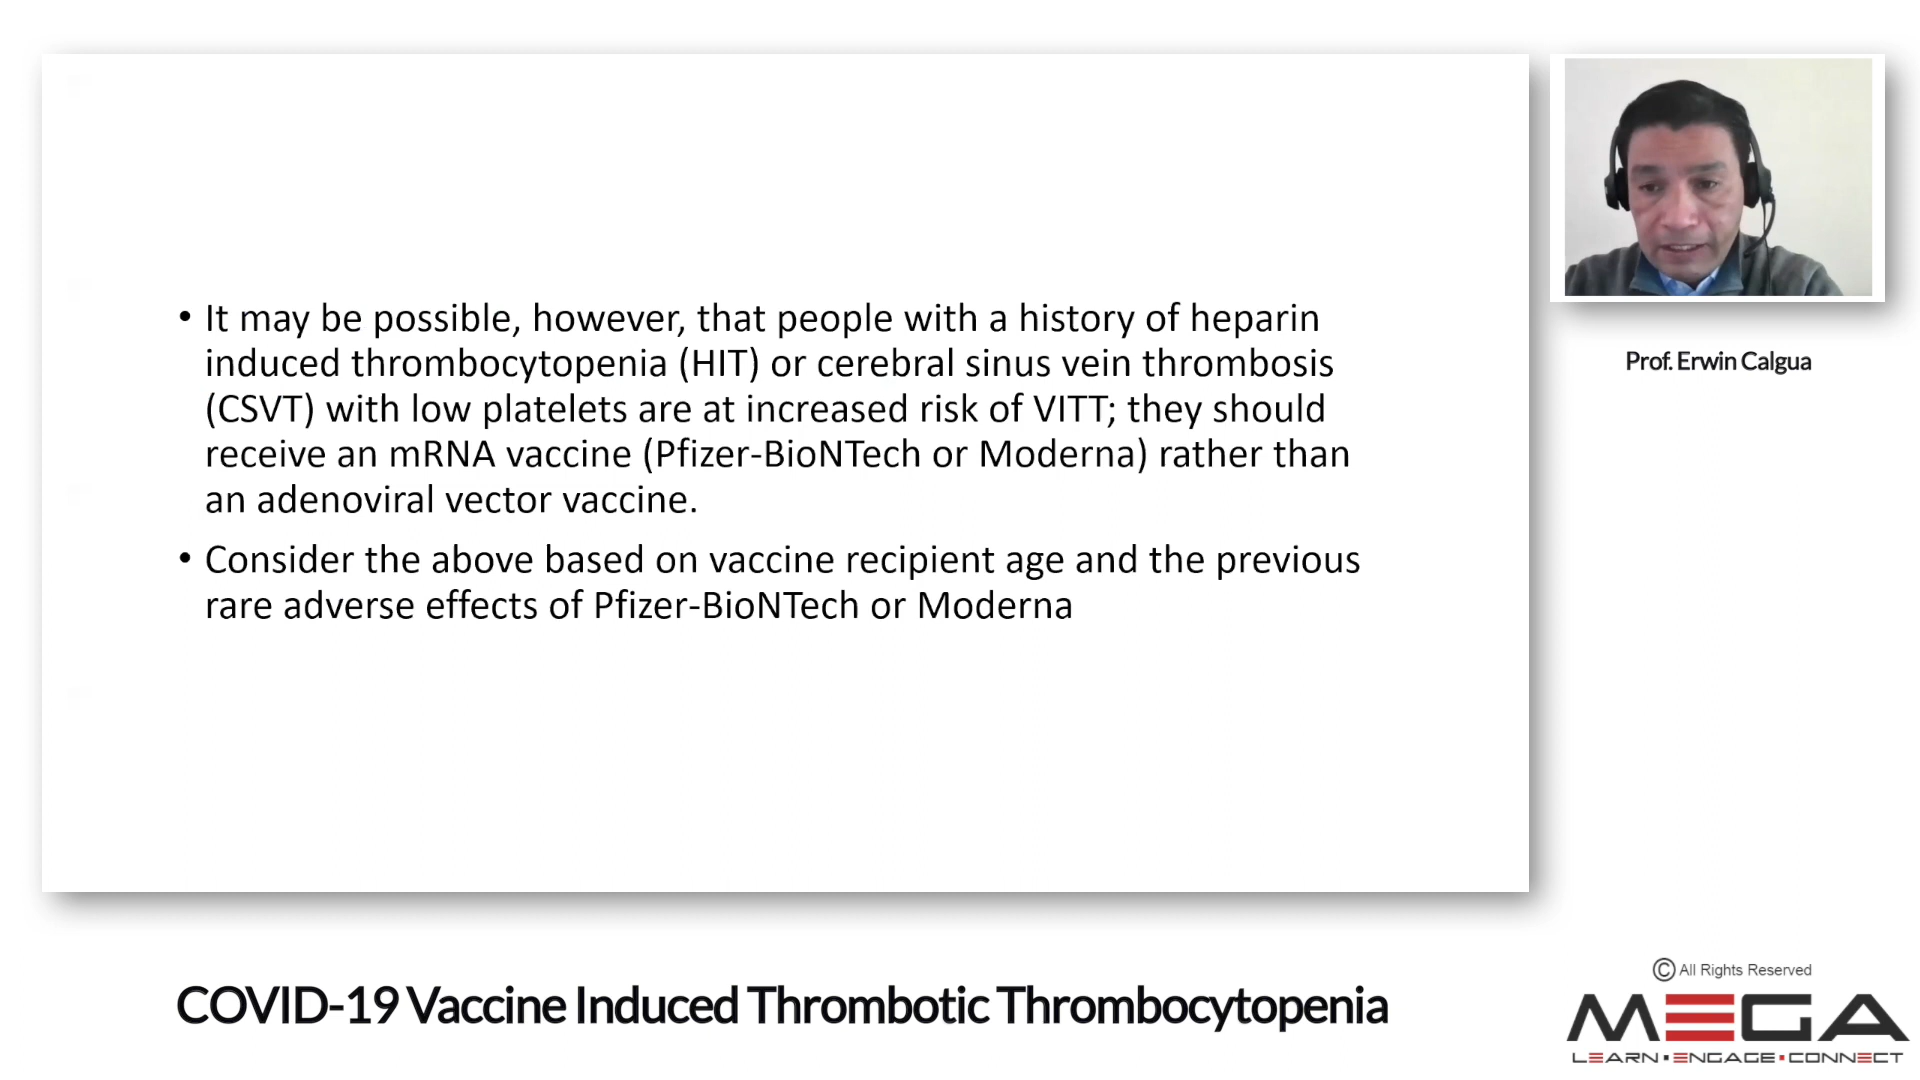 • It may be possible, however, that people with a history of heparin
induced thrombocytopenia (HIT) or cerebral sinus vein thrombosis
(CSVT) with low platelets are at increased risk of VITT; they should
receive an mRNA vaccine (Pfizer-BioNTech or Moderna) rather than
an adenoviral vector vaccine.
• Consider the above based on vaccine recipient age and the previous
rare adverse effects of Pfizer-BioNTech or Moderna
Prof. Erwin Calgua
COVID-19 Vaccine Induced Thrombotic Thrombocytopenia
© All Rights Reserved
MEGA
LEARN▪ENGAGE▪CONNECT